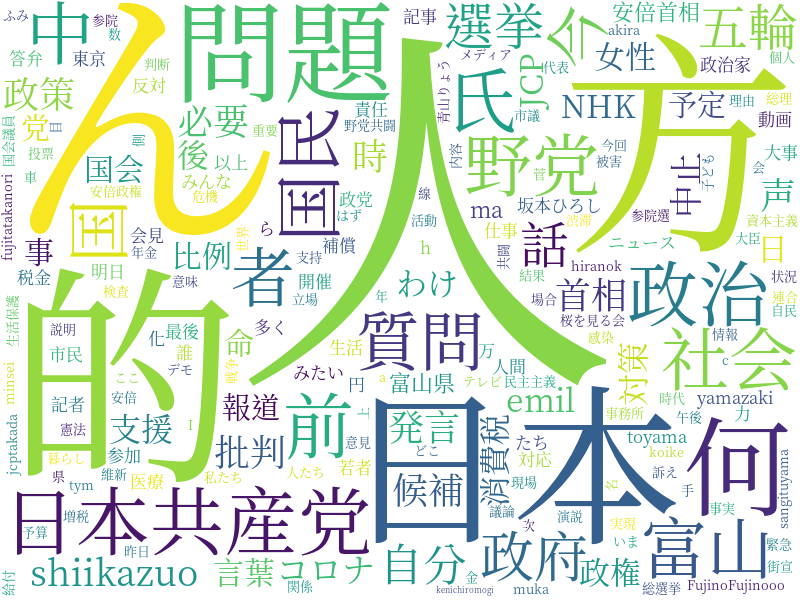 ふみ 参院 中 ん 問題 人 記事 選挙 会 安倍首相 akira 五輪
答弁 数 東京 判断 反対 メディア 代表 女性 政治家 個人
政策 必要 国民 氏 JCP NHK 予定 理由 総理 動画
国会議員 党 日 側 重要 責任 野党共闘 青山りょう 市議 方
投票 国会 後 以上 時 野党 内容 今回 被害 中止 子ども 大事
車 安倍政権 みんな 危機 政党 線 管 会 声
fujitatakanori 国 会見 ら はず 活動 ma 坂本ひろし 参院選 資本主義
事 年金 者 補償 h 話 仕事 渋滞 ニュース 大臣 日
税金 明日 比例 世界 支持 わけ 共闘 hiranok 状況
検査 意味 開催 立場 年 結果 場合 首相 政治 連合 自民
生活保護 的 化 最後 命 多く 質問 万 桜を見る会 感染 情報 社会
説明 市民 誰 生活 人間 対策 c
minsei ここ デモ 戦争 みたい 円 a 富山県 テレビ 民主主義 yamazaki
記者 安倍 報道 前 上 日本 発言 emil 事務所 時代 午後 力
jcptakada 憲法 支援 I 意見 どこ たち toyama koike 何
暮らし 参加 批判 若者 候補 消費税 対応 訴え sangituyama
県 維新 医療 私たち 人たち 現場 名 手
tym 議論 事実
日本共産党 増税 次 演説 実現 富山
予算 昨日 自分 政府 いま 緊急
給付 shiikazuo 言葉 コロナ 金 政権 街宣
関係 muka 総選挙 FujinoFujinooo
kenichiromogi